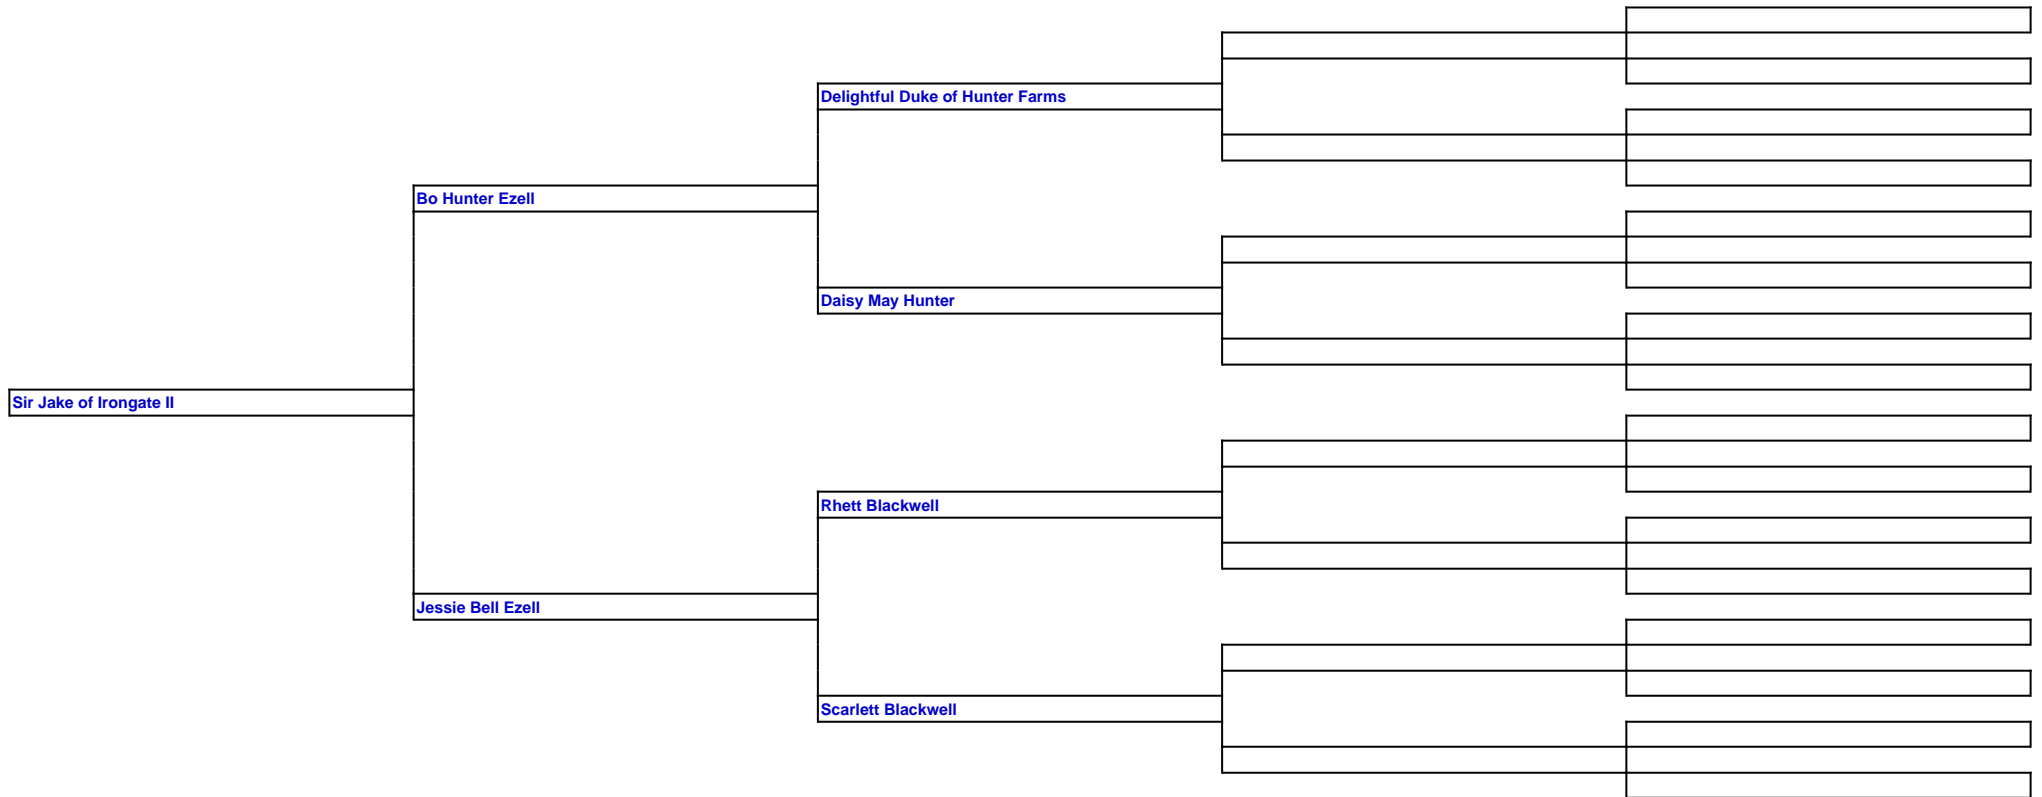 Delightful Duke of Hunter Farms
Bo Hunter Ezell
Daisy May Hunter
Sir Jake of Irongate II
Rhett Blackwell
Jessie Bell Ezell
Scarlett Blackwell